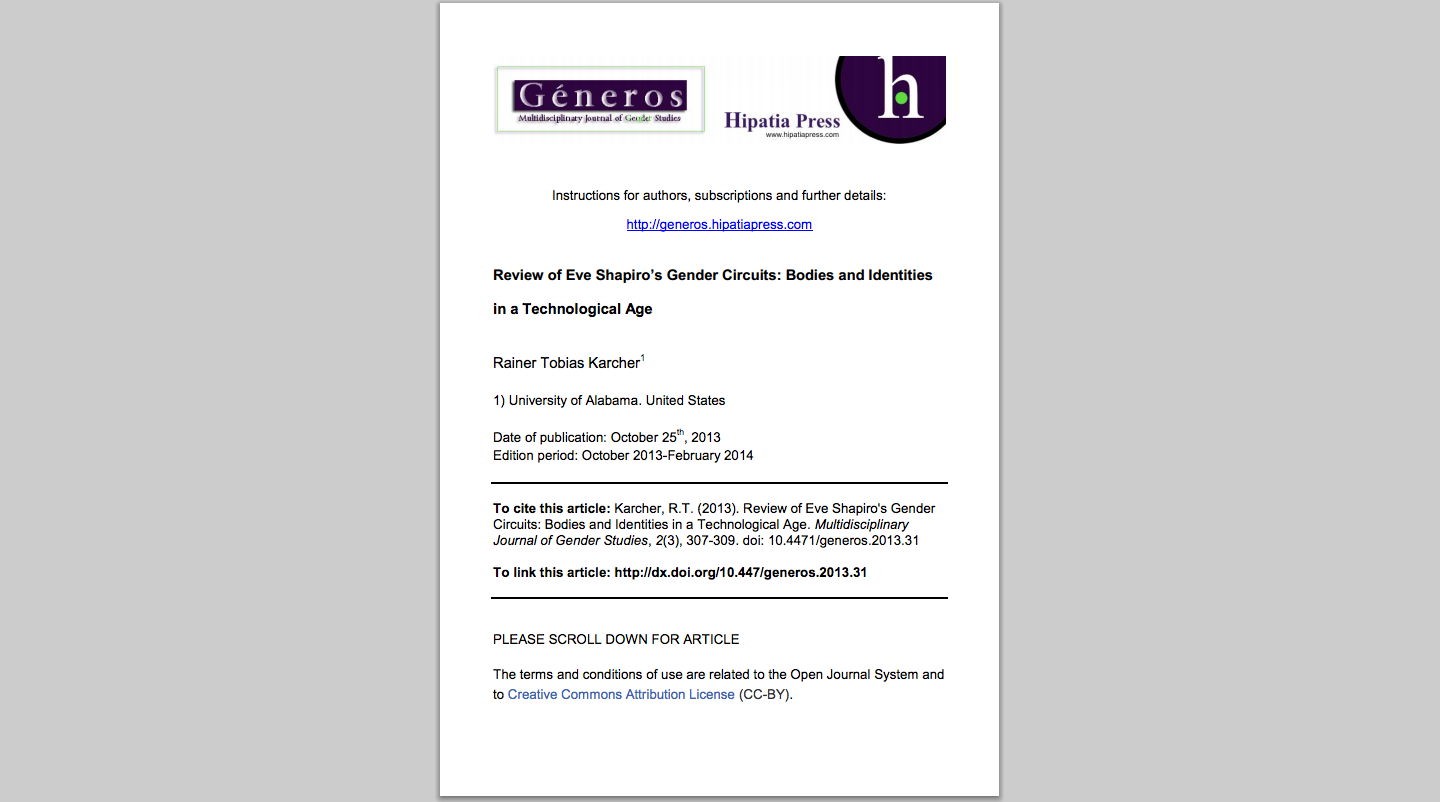 Géneros
Multidisciplinary Journal of Gender Studies
h
Hipatia Press
www.hipatiapress.com
Instructions for authors, subscriptions and further details:
http://generos.hipatiapress.com
Review of Eve Shapiro’s Gender Circuits: Bodies and Identities
in a Technological Age
Rainer Tobias Karcher1
1) University of Alabama. United States
Date of publication: October 25th, 2013
Edition period: October 2013-February 2014
To cite this article: Karcher, R.T. (2013). Review of Eve Shapiro's Gender
Circuits: Bodies and Identities in a Technological Age. Multidisciplinary
Journal of Gender Studies, 2(3), 307-309. doi: 10.4471/generos.2013.31
To link this article: http://dx.doi.org/10.447/generos.2013.31
PLEASE SCROLL DOWN FOR ARTICLE
The terms and conditions of use are related to the Open Journal System and
to Creative Commons Attribution License (CC-BY).